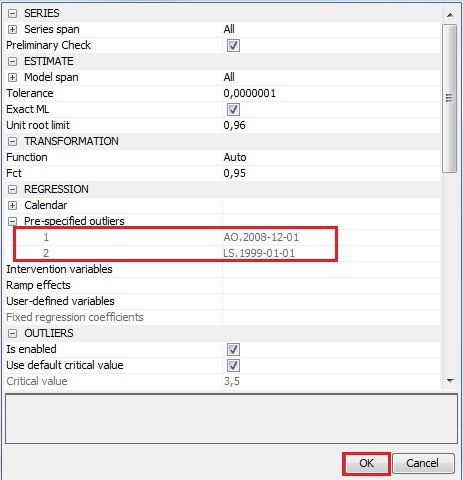 SERIES
Series span All
Preliminary Check
ESTIMATE
Model span All
Tolerance 0,0000001
Exact ML
Unit root limit 0,96
TRANSFORMATION
Function Auto
Fct 0,95
REGRESSION
Calendar
Pre-specified outliers
1 AO.2008-12-01
2 LS.1999-01-01
Intervention variables
Ramp effects
User-defined variables
Fixed regression coefficients
OUTLIERS
Is enabled
Use default critical value
Critical value 3,5
OK Cancel